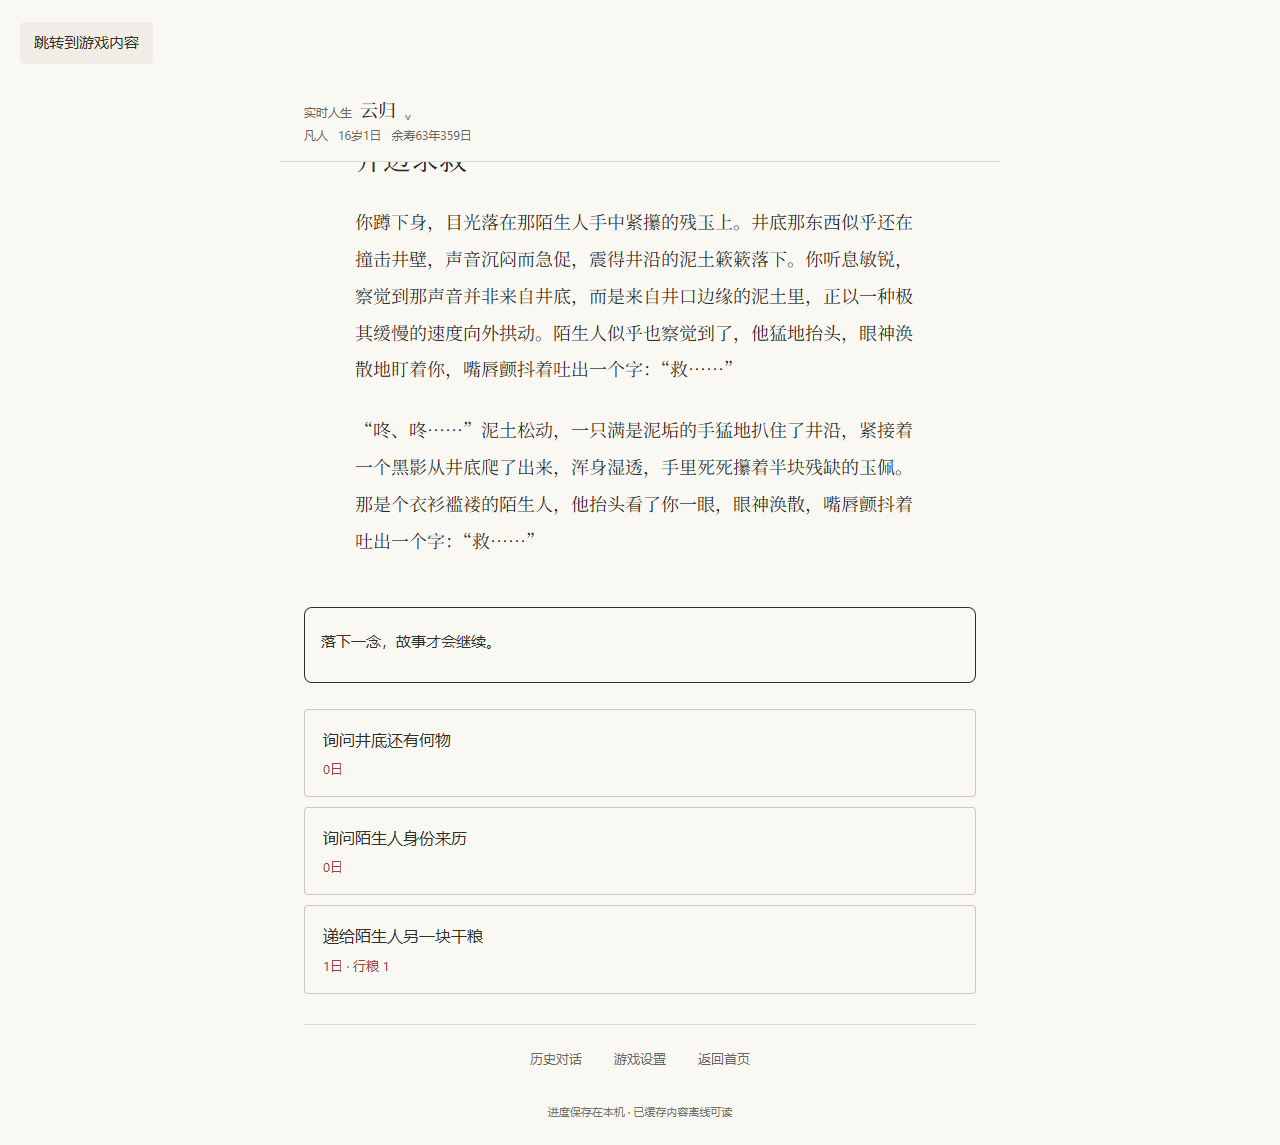 跳转到游戏内容
实时人生 云归 v
凡人 16岁1日 余寿63年359日
井边求救
你蹲下身，目光落在那陌生人手中紧攥的残玉上。井底那东西似乎还在
撞击井壁，声音沉闷而急促，震得井沿的泥土簌簌落下。你听息敏锐，
察觉到那声音并非来自井底，而是来自井口边缘的泥土里，正以一种极
其缓慢的速度向外拱动。陌生人似乎也察觉到了，他猛地抬头，眼神涣
散地盯着你，嘴唇颤抖着吐出一个字：“救……”
“咚、咚……”泥土松动，一只满是泥垢的手猛地扒住了井沿，紧接着
一个黑影从井底爬了出来，浑身湿透，手里死死攥着半块残缺的玉佩。
那是个衣衫褴褛的陌生人，他抬头看了你一眼，眼神涣散，嘴唇颤抖着
吐出一个字：“救……”
落下一念，故事才会继续。
询问井底还有何物
0日
询问陌生人身份来历
0日
递给陌生人另一块干粮
1日 · 行粮 1
历史对话 游戏设置 返回首页
进度保存在本机 · 已缓存内容离线可读